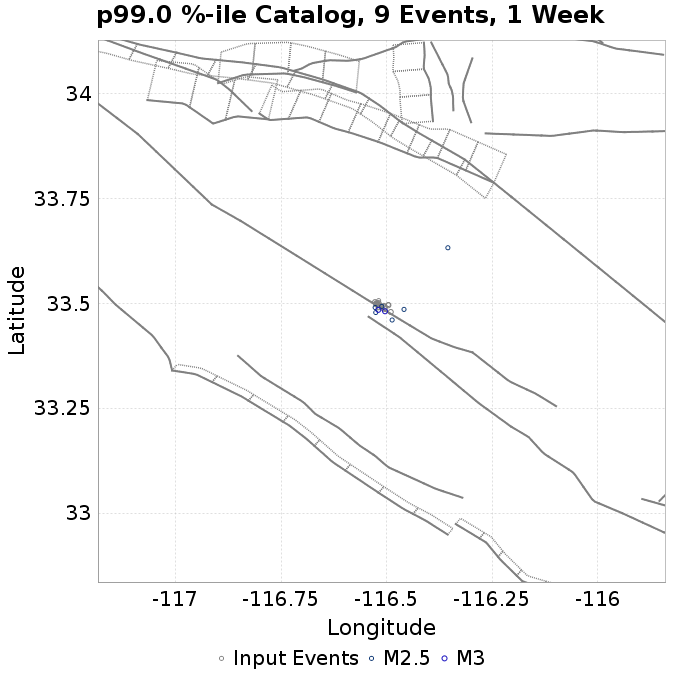 p99.0 %-ile Catalog, 9 Events, 1 Week
34
33.75
33.5
33.25
33
Latitude
-117
-116.75
-116.5
-116.25
-116
Longitude
Input Events
M2.5
M3